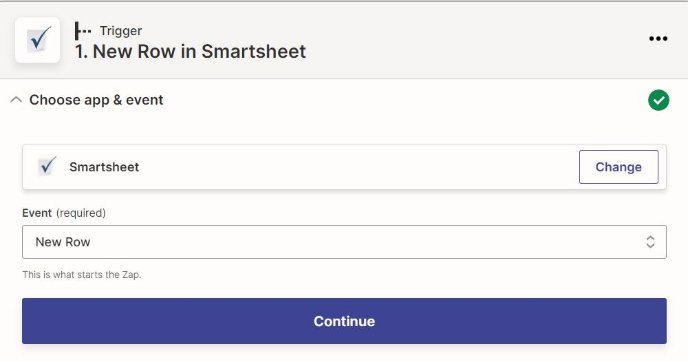 Trigger
1. New Row in Smartsheet
Choose app & event
Smartsheet
Change
Event (required)
New Row
This is what starts the Zap.
Continue